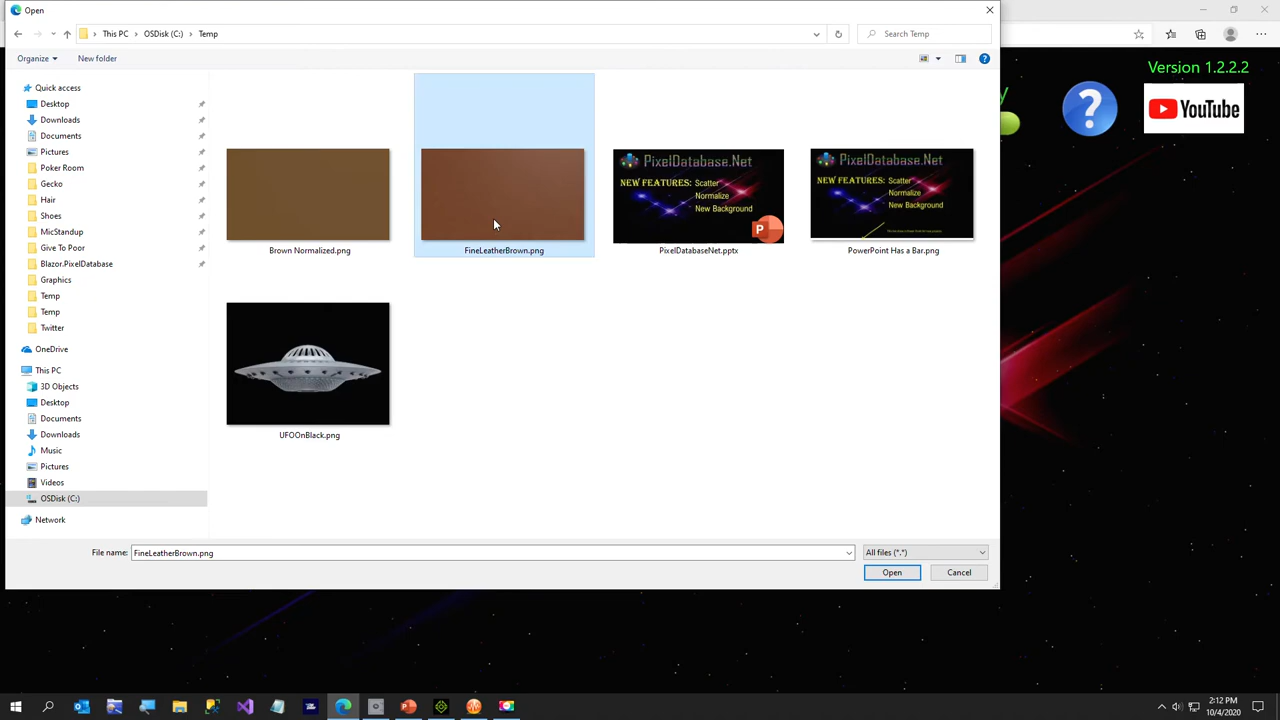 Open
This PC
OSDisk (C:)
Temp
Search Temp
Organize
New folder
Version 1.2.2.2
y
YouTube
Quick access
Desktop
Downloads
Documents
Pictures
Poker Room
Gecko
Hair
Shoes
MicStandup
Give To Poor
Blazor.PixelDatabase
Graphics
Temp
Temp
Twitter
OneDrive
This PC
3D Objects
Desktop
Documents
Downloads
Music
Pictures
Videos
OSDisk (C:)
Network
Brown Normalized.png
FineLeatherBrown.png
PixelDatabase.Net
NEW FEATURES: Scatter
Normalize
New Background
P
PixelDatabaseNet.pptx
PixelDatabase.Net
NEW FEATURES: Scatter
Normalize
New Background
PowerPoint Has a Bar.png
UFOOnBlack.png
File name:
FineLeatherBrown.png
All files (*.*)
Open
Cancel
2:12 PM
10/4/2020